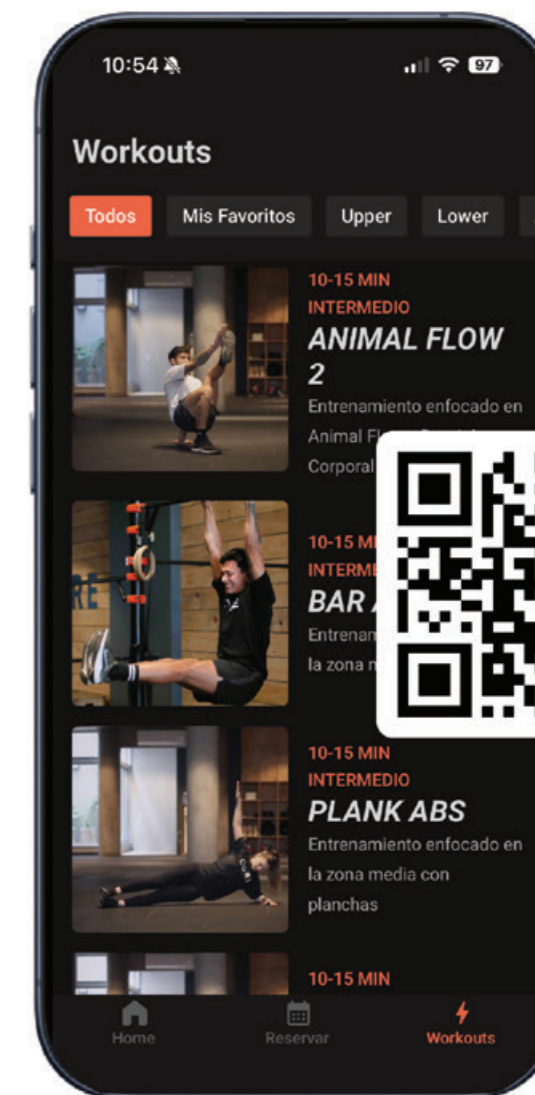 10:54
97
Workouts
Todos Mis Favoritos Upper Lower
10-15 MIN
INTERMEDIO
ANIMAL FLOW
2
Entrenamiento enfocado en
Animal
Corporal
10-15
BAR
la zona
10-15 MIN
INTERMEDIO
PLANK ABS
Entrenamiento enfocado en
la zona media con
planchas
10-15 MIN
Home Reservar Workouts